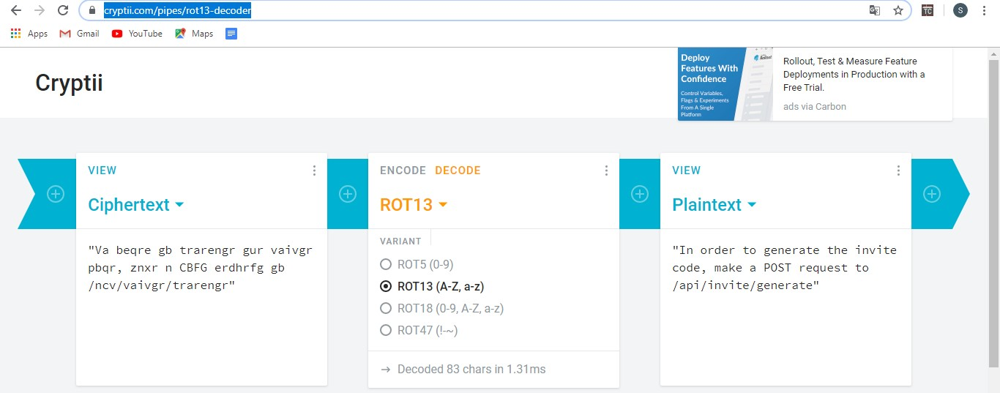 cryptii.com/pipes/rot13-decoder
TC
S
Apps Gmail YouTube Maps
Cryptii
Deploy
Features With
Confidence
Control Variables,
Flags & Experiments
From A Single
Platform
Rollout
Rollout, Test & Measure Feature
Deployments in Production with a
Free Trial.
ads via Carbon
VIEW
Ciphertext
"Va beqre gb trarengr gur vaivgr
pbqr, znxr n CBFG erdhrfg gb
/ncv/vaivgr/trarengr"
ENCODE DECODE
ROT13
VARIANT
ROT5 (0-9)
ROT13 (A-Z, a-z)
ROT18 (0-9, A-Z, a-z)
ROT47 (!-~)
→ Decoded 83 chars in 1.31ms
VIEW
Plaintext
"In order to generate the invite
code, make a POST request to
/api/invite/generate"